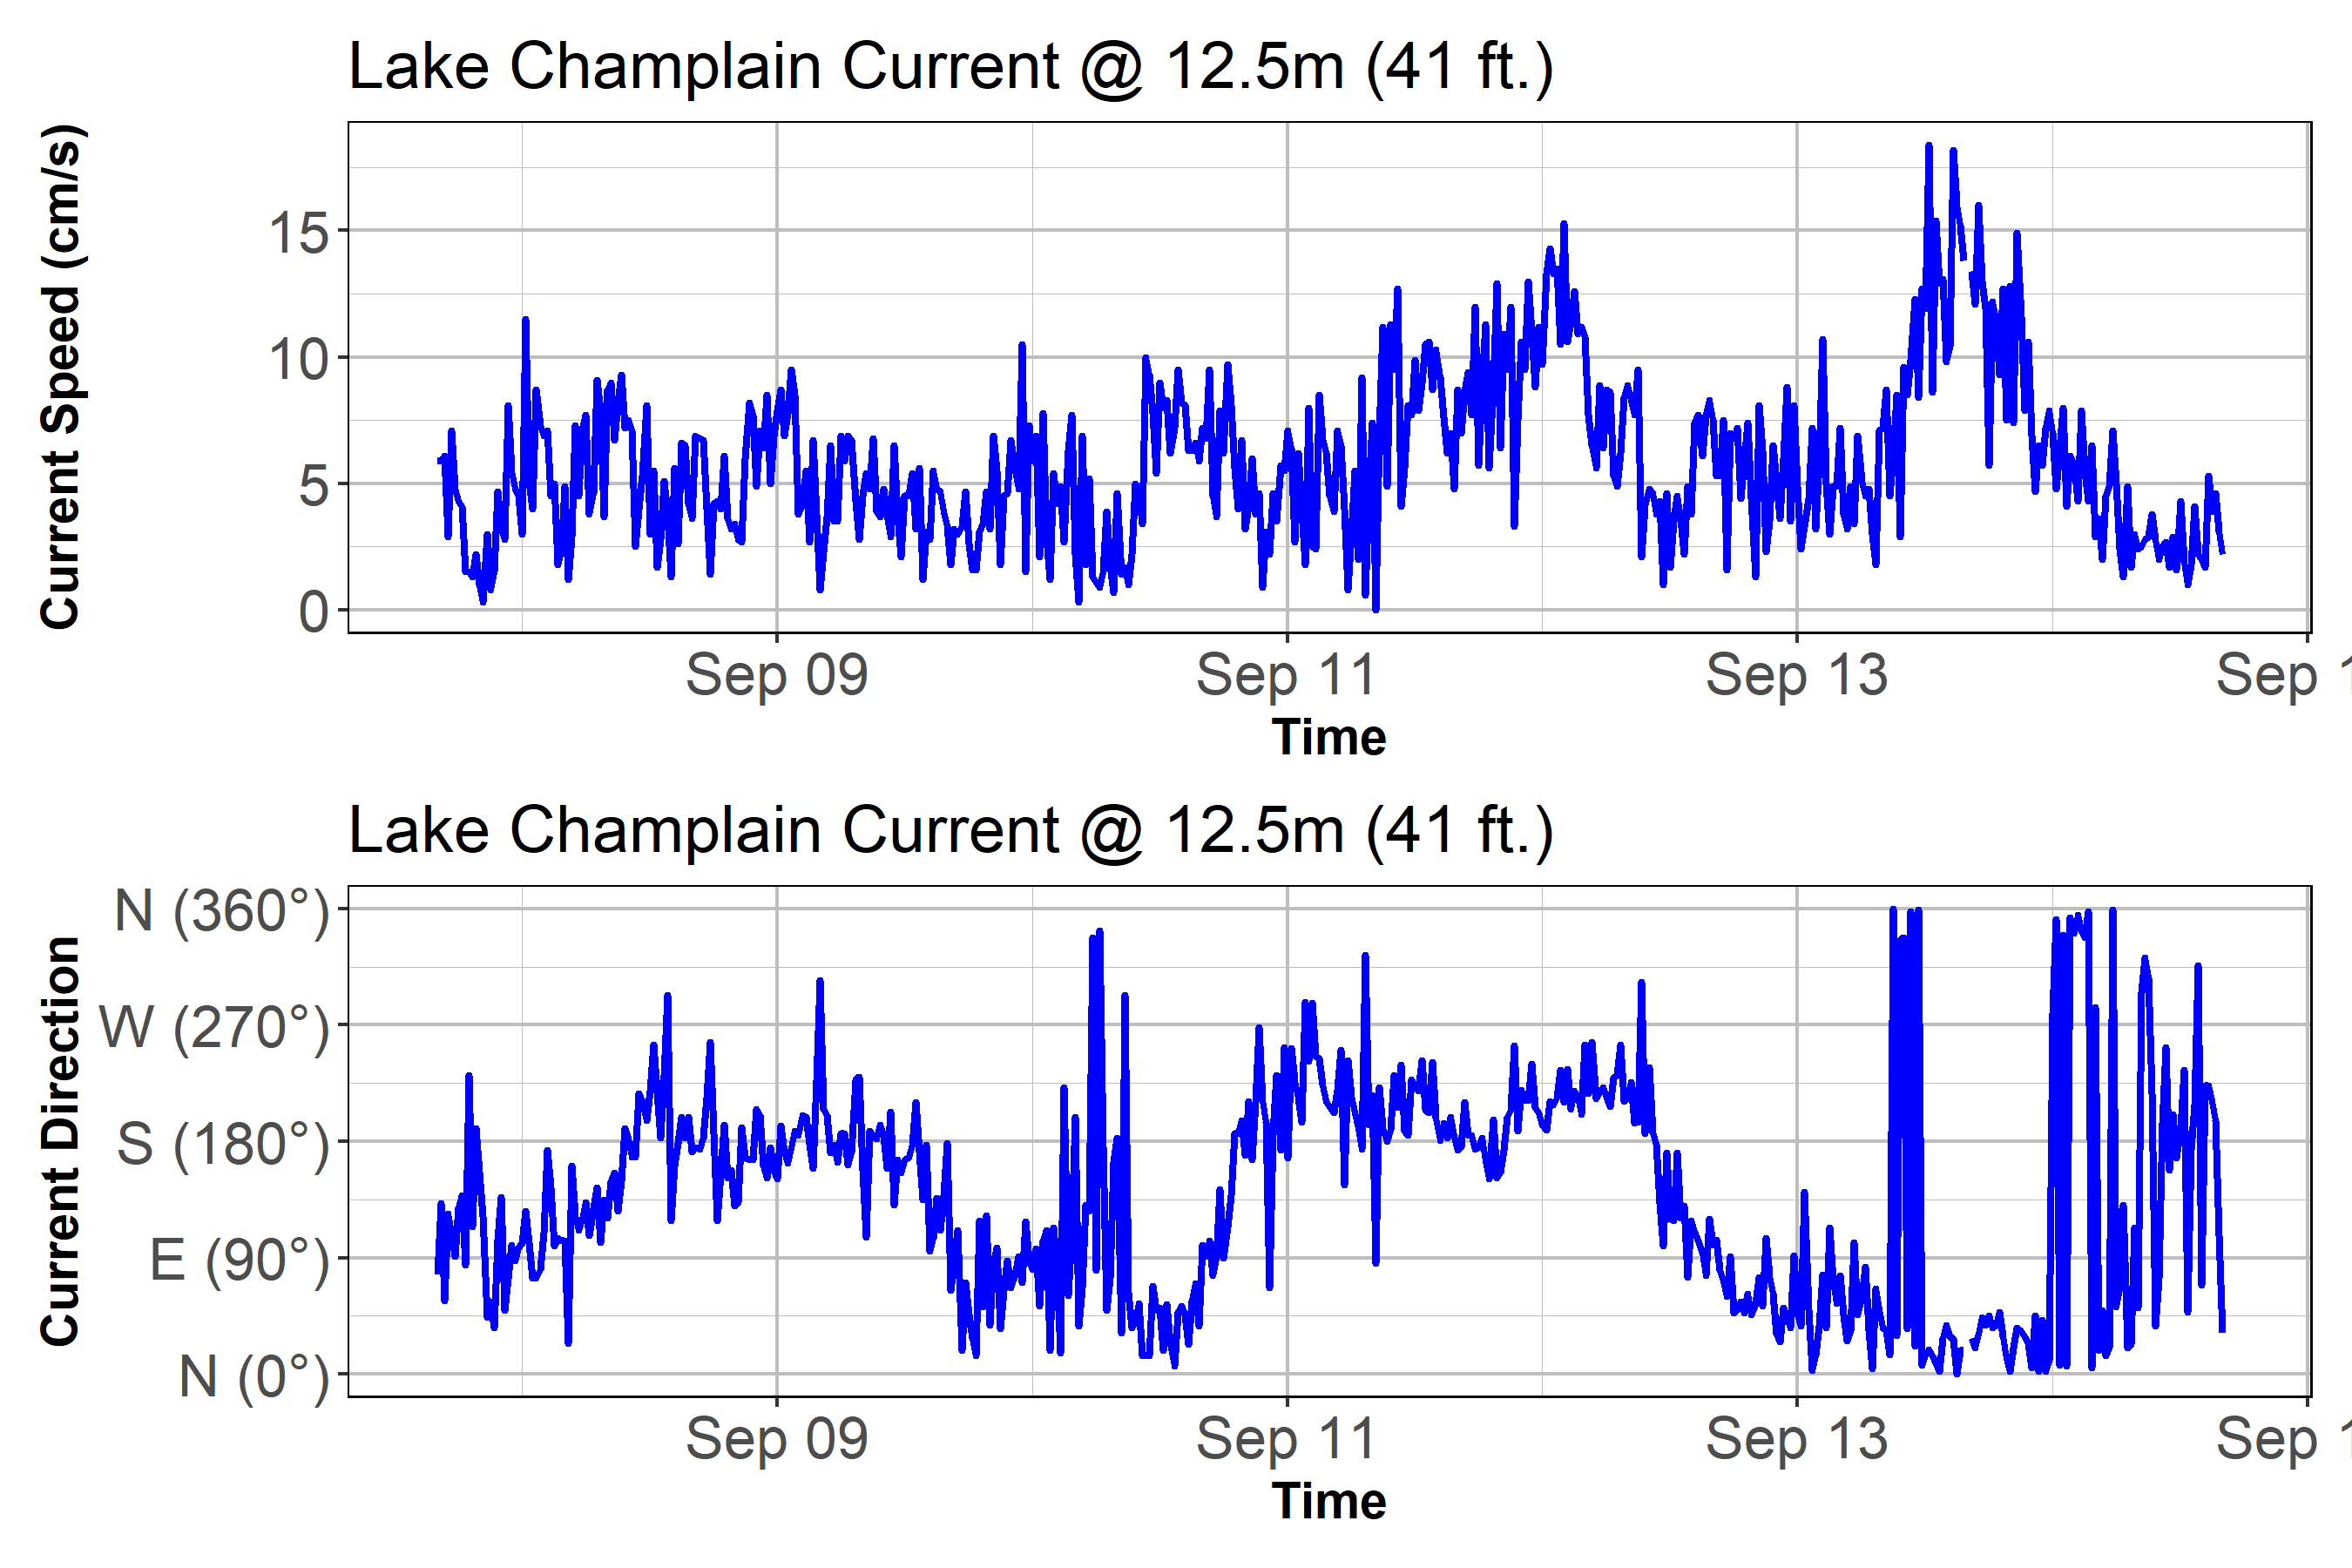 Lake Champlain Current @ 12.5m (41 ft.)
Current Speed (cm/s)
15
10
5
0
Sep 09 Sep 11 Sep 13 Sep 1
Time
Lake Champlain Current @ 12.5m (41 ft.)
Current Direction
N (360°)
W (270°)
S (180°)
E (90°)
N (0°)
Sep 09 Sep 11 Sep 13 Sep 1
Time